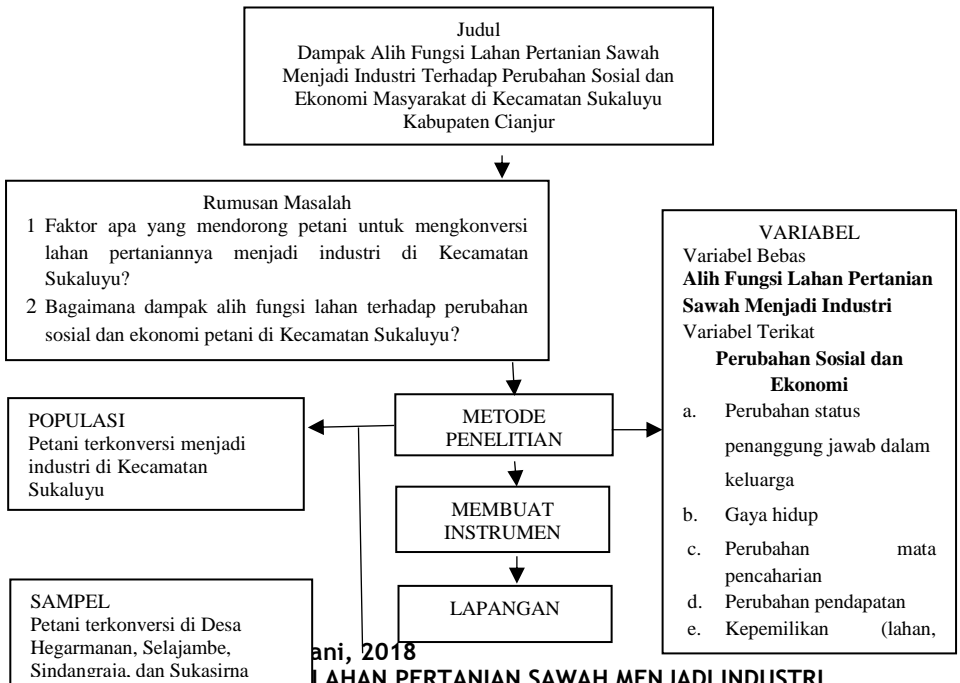 Judul
Dampak Alih Fungsi Lahan Pertanian Sawah
Menjadi Industri Terhadap Perubahan Sosial dan
Ekonomi Masyarakat di Kecamatan Sukaluyu
Kabupaten Cianjur
Rumusan Masalah
1 Faktor apa yang mendorong petani untuk mengkonversi
lahan pertaniannya menjadi industri di Kecamatan
Sukaluyu?
2 Bagaimana dampak alih fungsi lahan terhadap perubahan
sosial dan ekonomi petani di Kecamatan Sukaluyu?
VARIABEL
Variabel Bebas
Alih Fungsi Lahan Pertanian
Sawah Menjadi Industri
Variabel Terikat
Perubahan Sosial dan
Ekonomi
a. Perubahan status
penanggung jawab dalam
keluarga
b. Gaya hidup
c. Perubahan mata
pencaharian
d. Perubahan pendapatan
e. Kepemilikan (lahan,
METODE
PENELITIAN
POPULASI
Petani terkonversi menjadi
industri di Kecamatan
Sukaluyu
MEMBUAT
INSTRUMEN
LAPANGAN
SAMPEL
Petani terkonversi di Desa
Hegarmanan, Selajambe,
Sindangraja, dan Sukasirna
ani, 2018
LAHAN PERTANIAN SAWAH MENJADI INDUSTRI